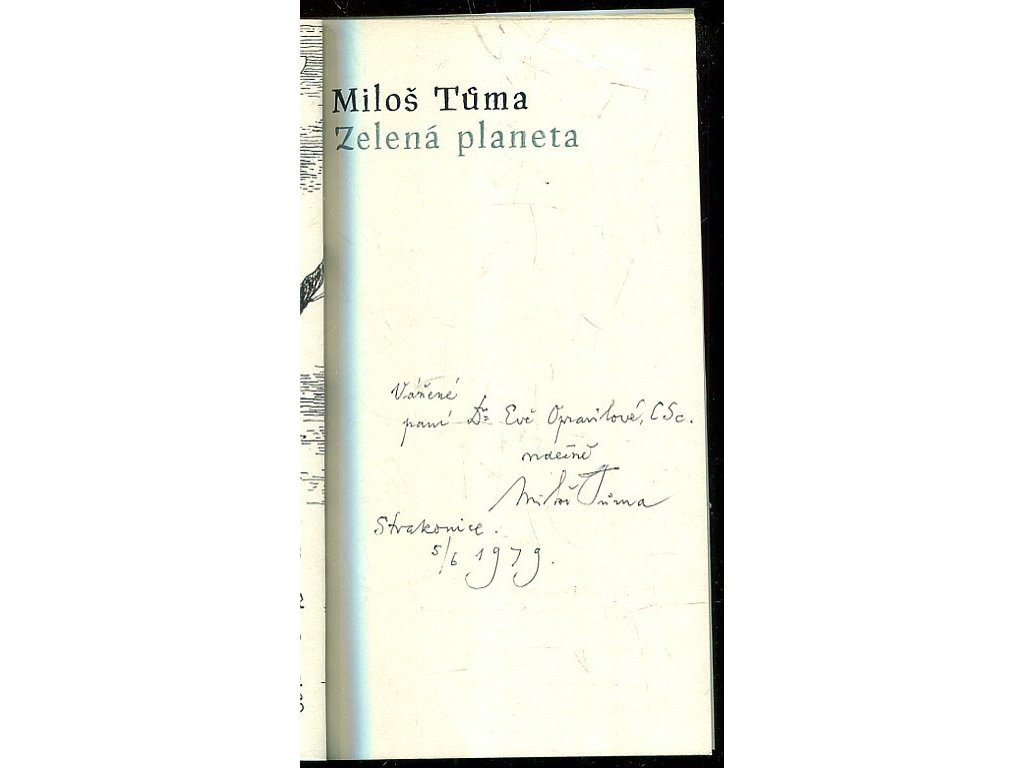 Miloš Tůma
Zelená planeta
Vážené
paní Dr. Evě Opravilové, CSc.
vděčně
Miloš Tůma
Strakonice.
5/6 1979.